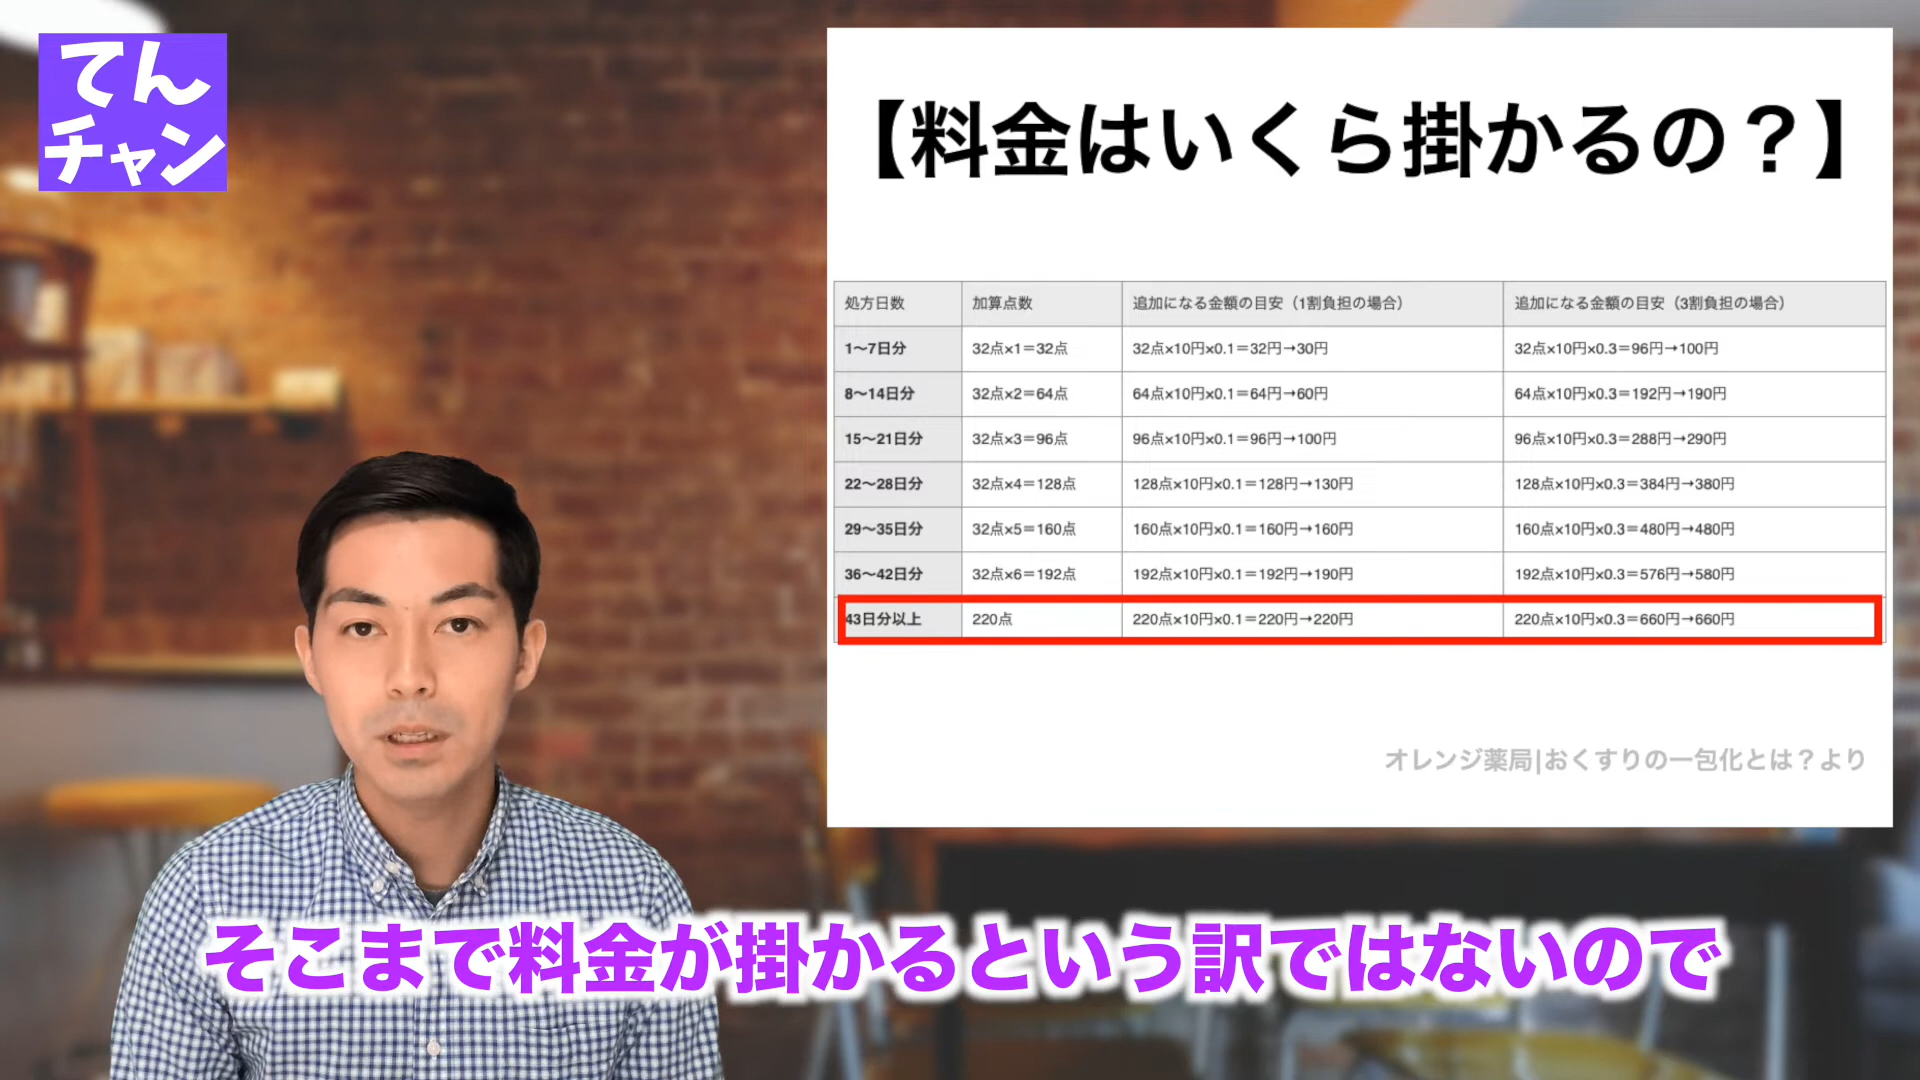 てん
チャン
【料金はいくら掛かるの？】
処方日数 加算点数 追加になる金額の目安（1割負担の場合） 追加になる金額の目安（3割負担の場合）
1〜7日分 32点×1＝32点 32点×10円×0.1＝32円→30円 32点×10円×0.3＝96円→100円
8〜14日分 32点×2＝64点 64点×10円×0.1＝64円→60円 64点×10円×0.3＝192円→190円
15〜21日分 32点×3＝96点 96点×10円×0.1＝96円→100円 96点×10円×0.3＝288円→290円
22〜28日分 32点×4＝128点 128点×10円×0.1＝128円→130円 128点×10円×0.3＝384円→380円
29〜35日分 32点×5＝160点 160点×10円×0.1＝160円→160円 160点×10円×0.3＝480円→480円
36〜42日分 32点×6＝192点 192点×10円×0.1＝192円→190円 192点×10円×0.3＝576円→580円
43日分以上 220点 220点×10円×0.1＝220円→220円 220点×10円×0.3＝660円→660円
オレンジ薬局|おくすりの一包化とは？より
そこまで料金が掛かるという訳ではないので